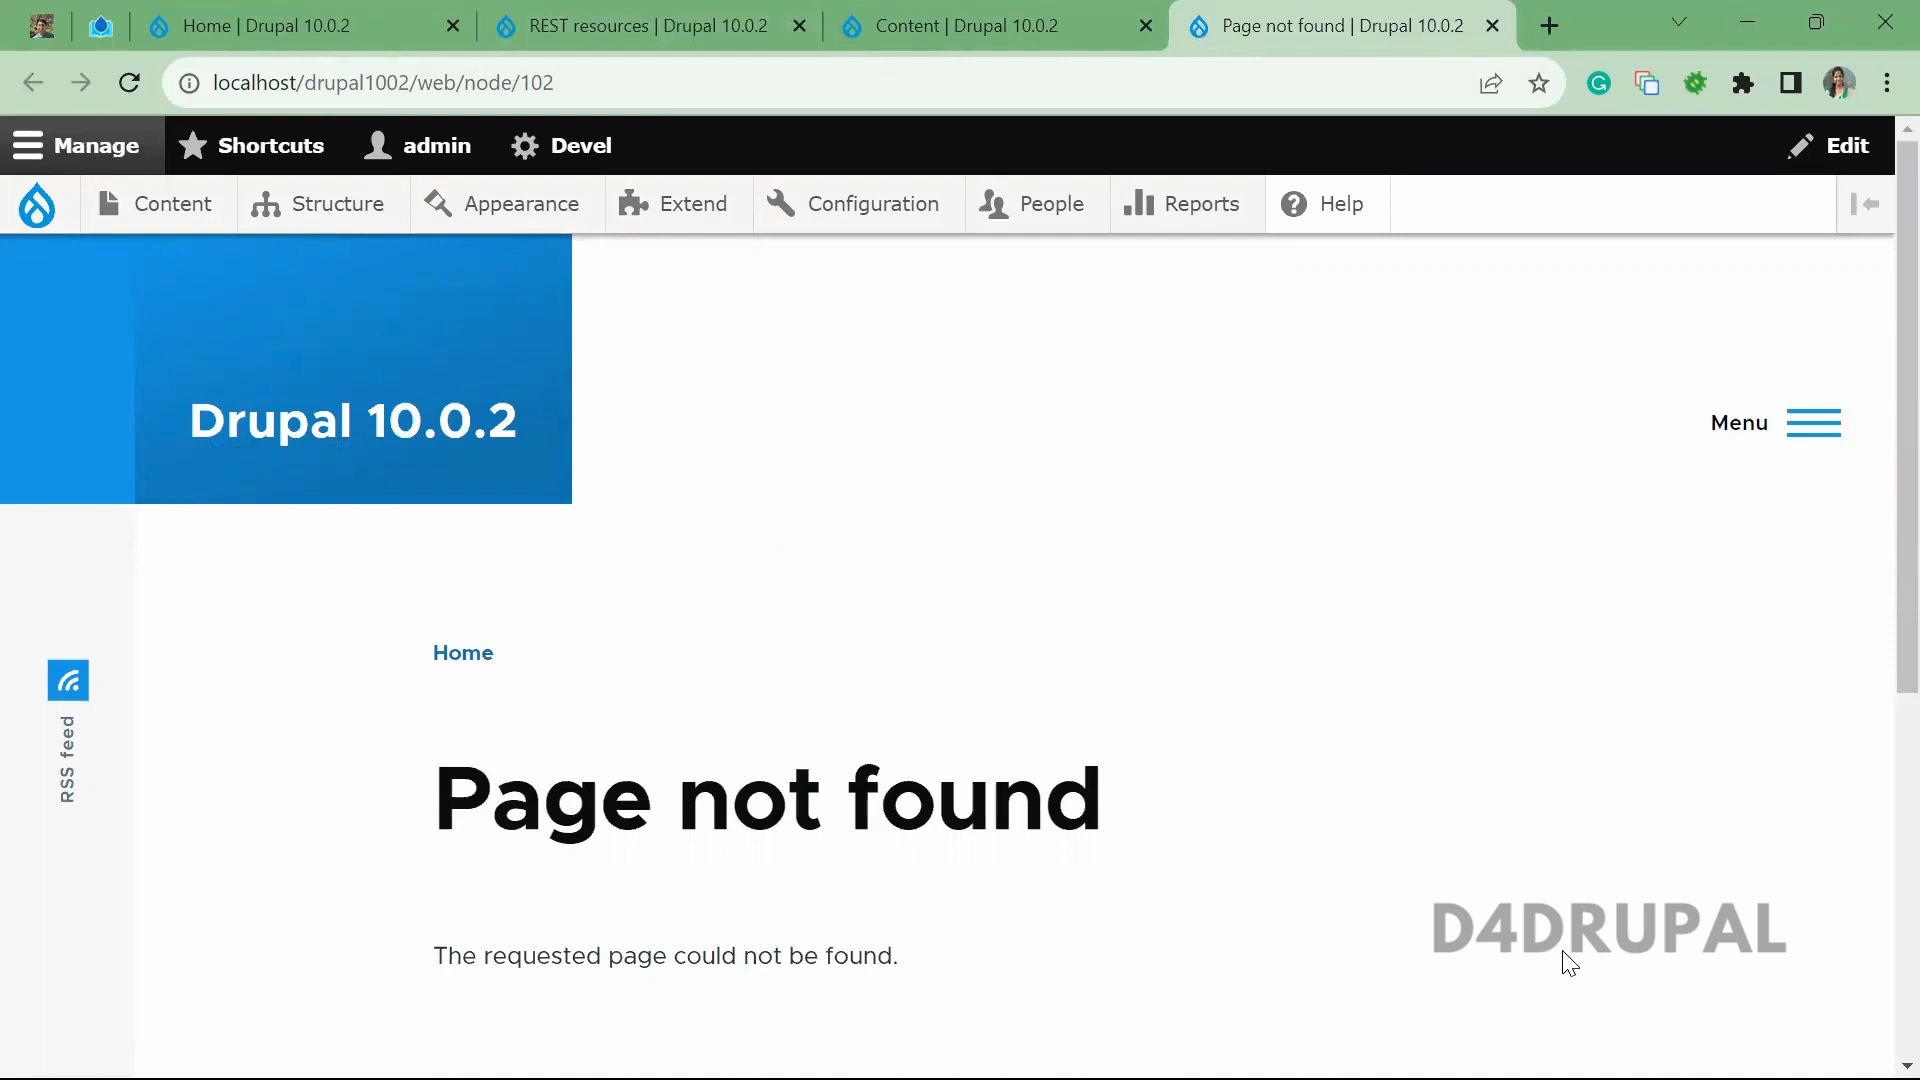 Home | Drupal 10.0.2
REST resources | Drupal 10.0.2
Content | Drupal 10.0.2
Page not found | Drupal 10.0.2
localhost/drupal1002/web/node/102
Manage
Shortcuts
admin
Devel
Edit
Content
Structure
Appearance
Extend
Configuration
People
Reports
Help
Drupal 10.0.2
Menu
Home
RSS feed
Page not found
D4DRUPAL
The requested page could not be found.